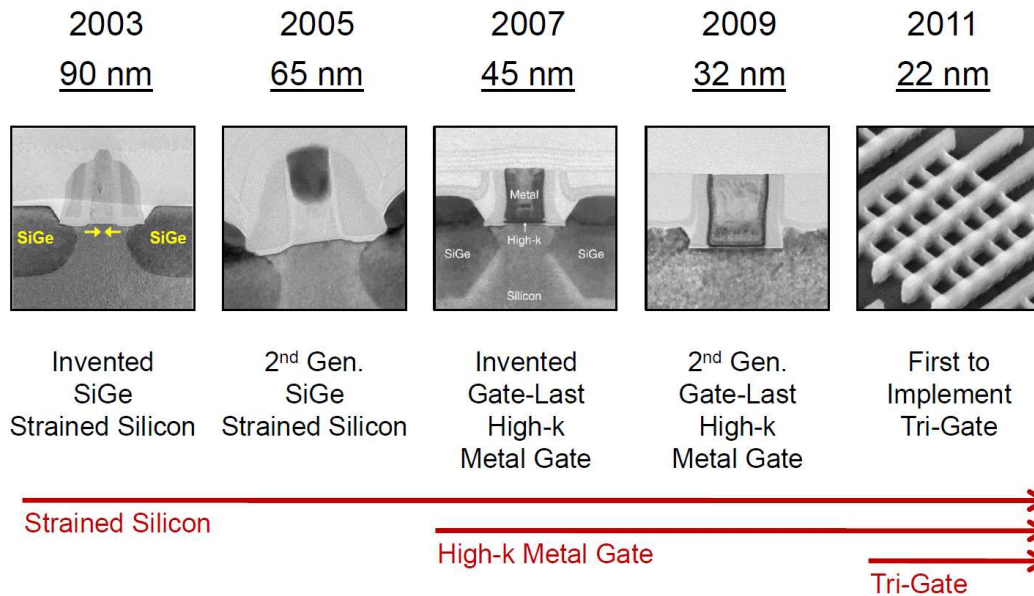 2003
2005
2007
2009
2011
90 nm
65 nm
45 nm
32 nm
22 nm
SiGe
SiGe
Metal
High-k
SiGe
SiGe
Silicon
Invented
SiGe
Strained Silicon
2nd Gen.
SiGe
Strained Silicon
Invented
Gate-Last
High-k
Metal Gate
2nd Gen.
Gate-Last
High-k
Metal Gate
First to
Implement
Tri-Gate
Strained Silicon
High-k Metal Gate
Tri-Gate